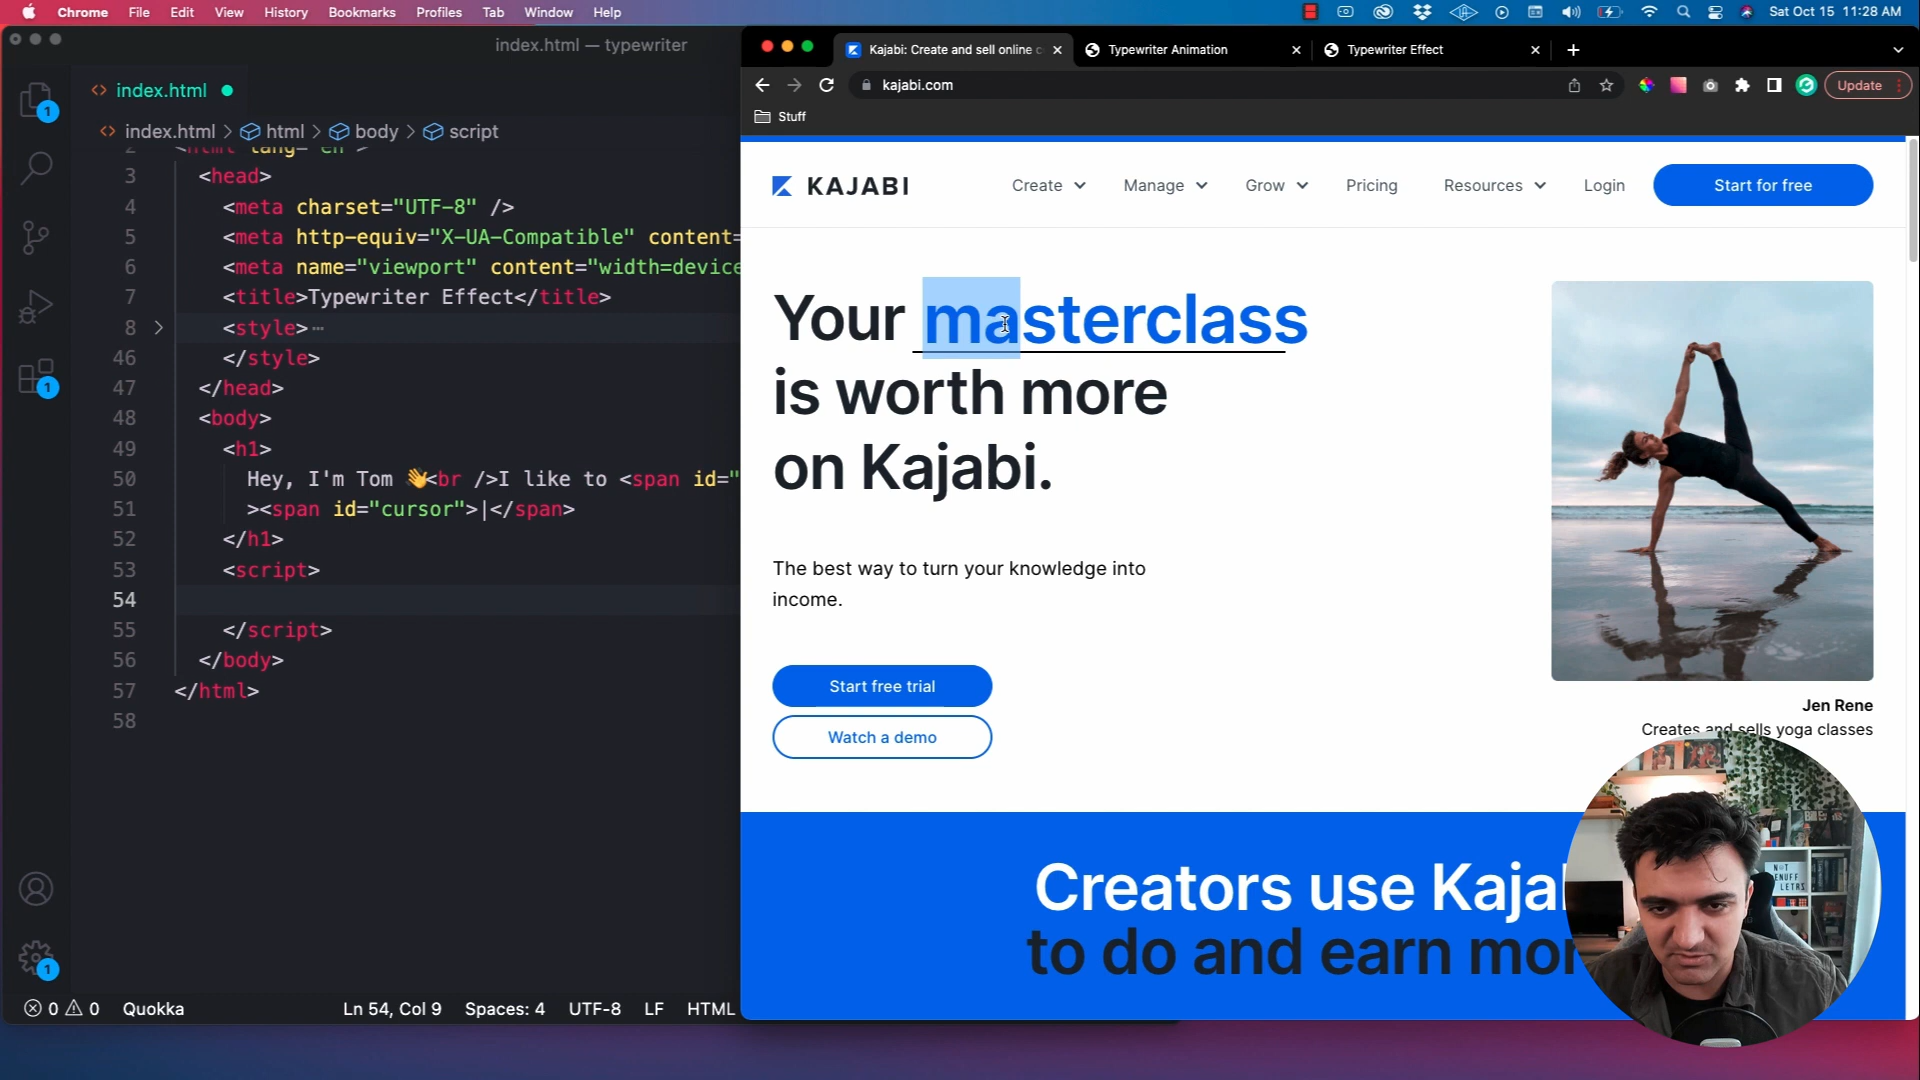 Chrome File Edit View History Bookmarks Profiles Tab Window Help
Sat Oct 15 11:28 AM
index.html — typewriter
index.html
index.html > html > body > script
1
1
1
3 <head>
4 <meta charset="UTF-8" />
5 <meta http-equiv="X-UA-Compatible" content=
6 <meta name="viewport" content="width=device
7 <title>Typewriter Effect</title>
8 <style>
46 </style>
47 </head>
48 <body>
49 <h1>
50 Hey, I'm Tom 👋<br />I like to <span id="
51 ><span id="cursor">|</span>
52 </h1>
53 <script>
54
55 </script>
56 </body>
57 </html>
58
0 0 Quokka Ln 54, Col 9 Spaces: 4 UTF-8 LF HTML
Kajabi: Create and sell online c
Typewriter Animation
Typewriter Effect
kajabi.com
Update
Stuff
KAJABI
Create Manage Grow Pricing Resources Login Start for free
Your masterclass
is worth more
on Kajabi.
The best way to turn your knowledge into
income.
Start free trial
Watch a demo
Jen Rene
Creates and sells yoga classes
Creators use Kaja
to do and earn mor